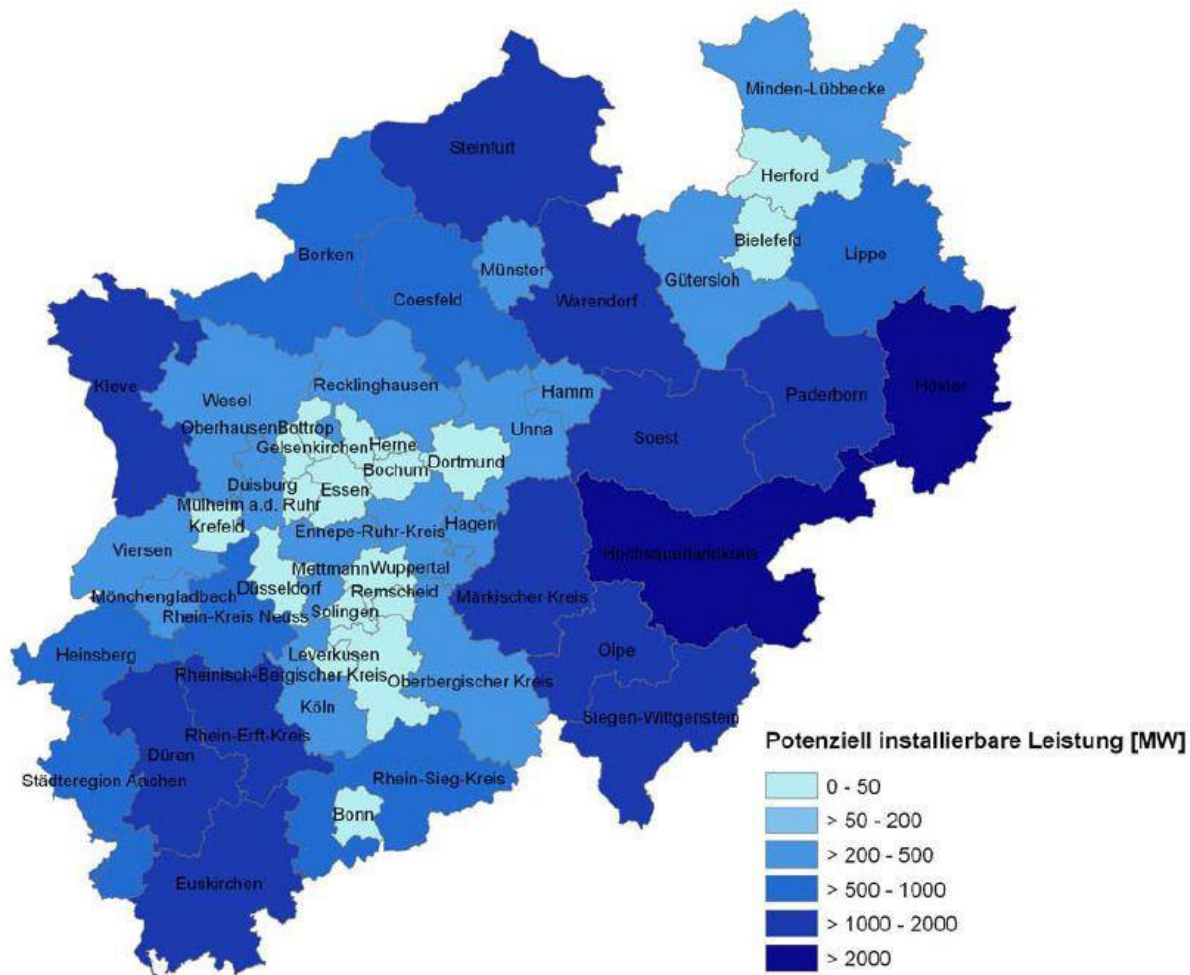 Minden-Lübbecke
Steinfurt
Herford
Bielefeld
Lippe
Borken
Münster
Gütersloh
Coesfeld
Warendorf
Kleve
Recklinghausen
Hamm
Paderborn
Höxter
Wesel
Oberhausen Bottrop
Unna
Soest
Gelsenkirchen Herne
Bochum Dortmund
Duisburg Essen
Mülheim a.d. Ruhr
Krefeld
Ennepe-Ruhr-Kreis Hagen
Viersen
Hochsauerlandkreis
Mettmann Wuppertal
Mönchengladbach Düsseldorf Remscheid Märkischer Kreis
Rhein-Kreis Neuss Solingen
Heinsberg
Leverkusen
Olpe
Rheinisch-Bergischer Kreis Oberbergischer Kreis
Köln
Siegen-Wittgenstein
Rhein-Erft-Kreis
Düren
Städteregion Aachen
Rhein-Sieg-Kreis
Bonn
Euskirchen
Potenziell installierbare Leistung [MW]
0 - 50
> 50 - 200
> 200 - 500
> 500 - 1000
> 1000 - 2000
> 2000